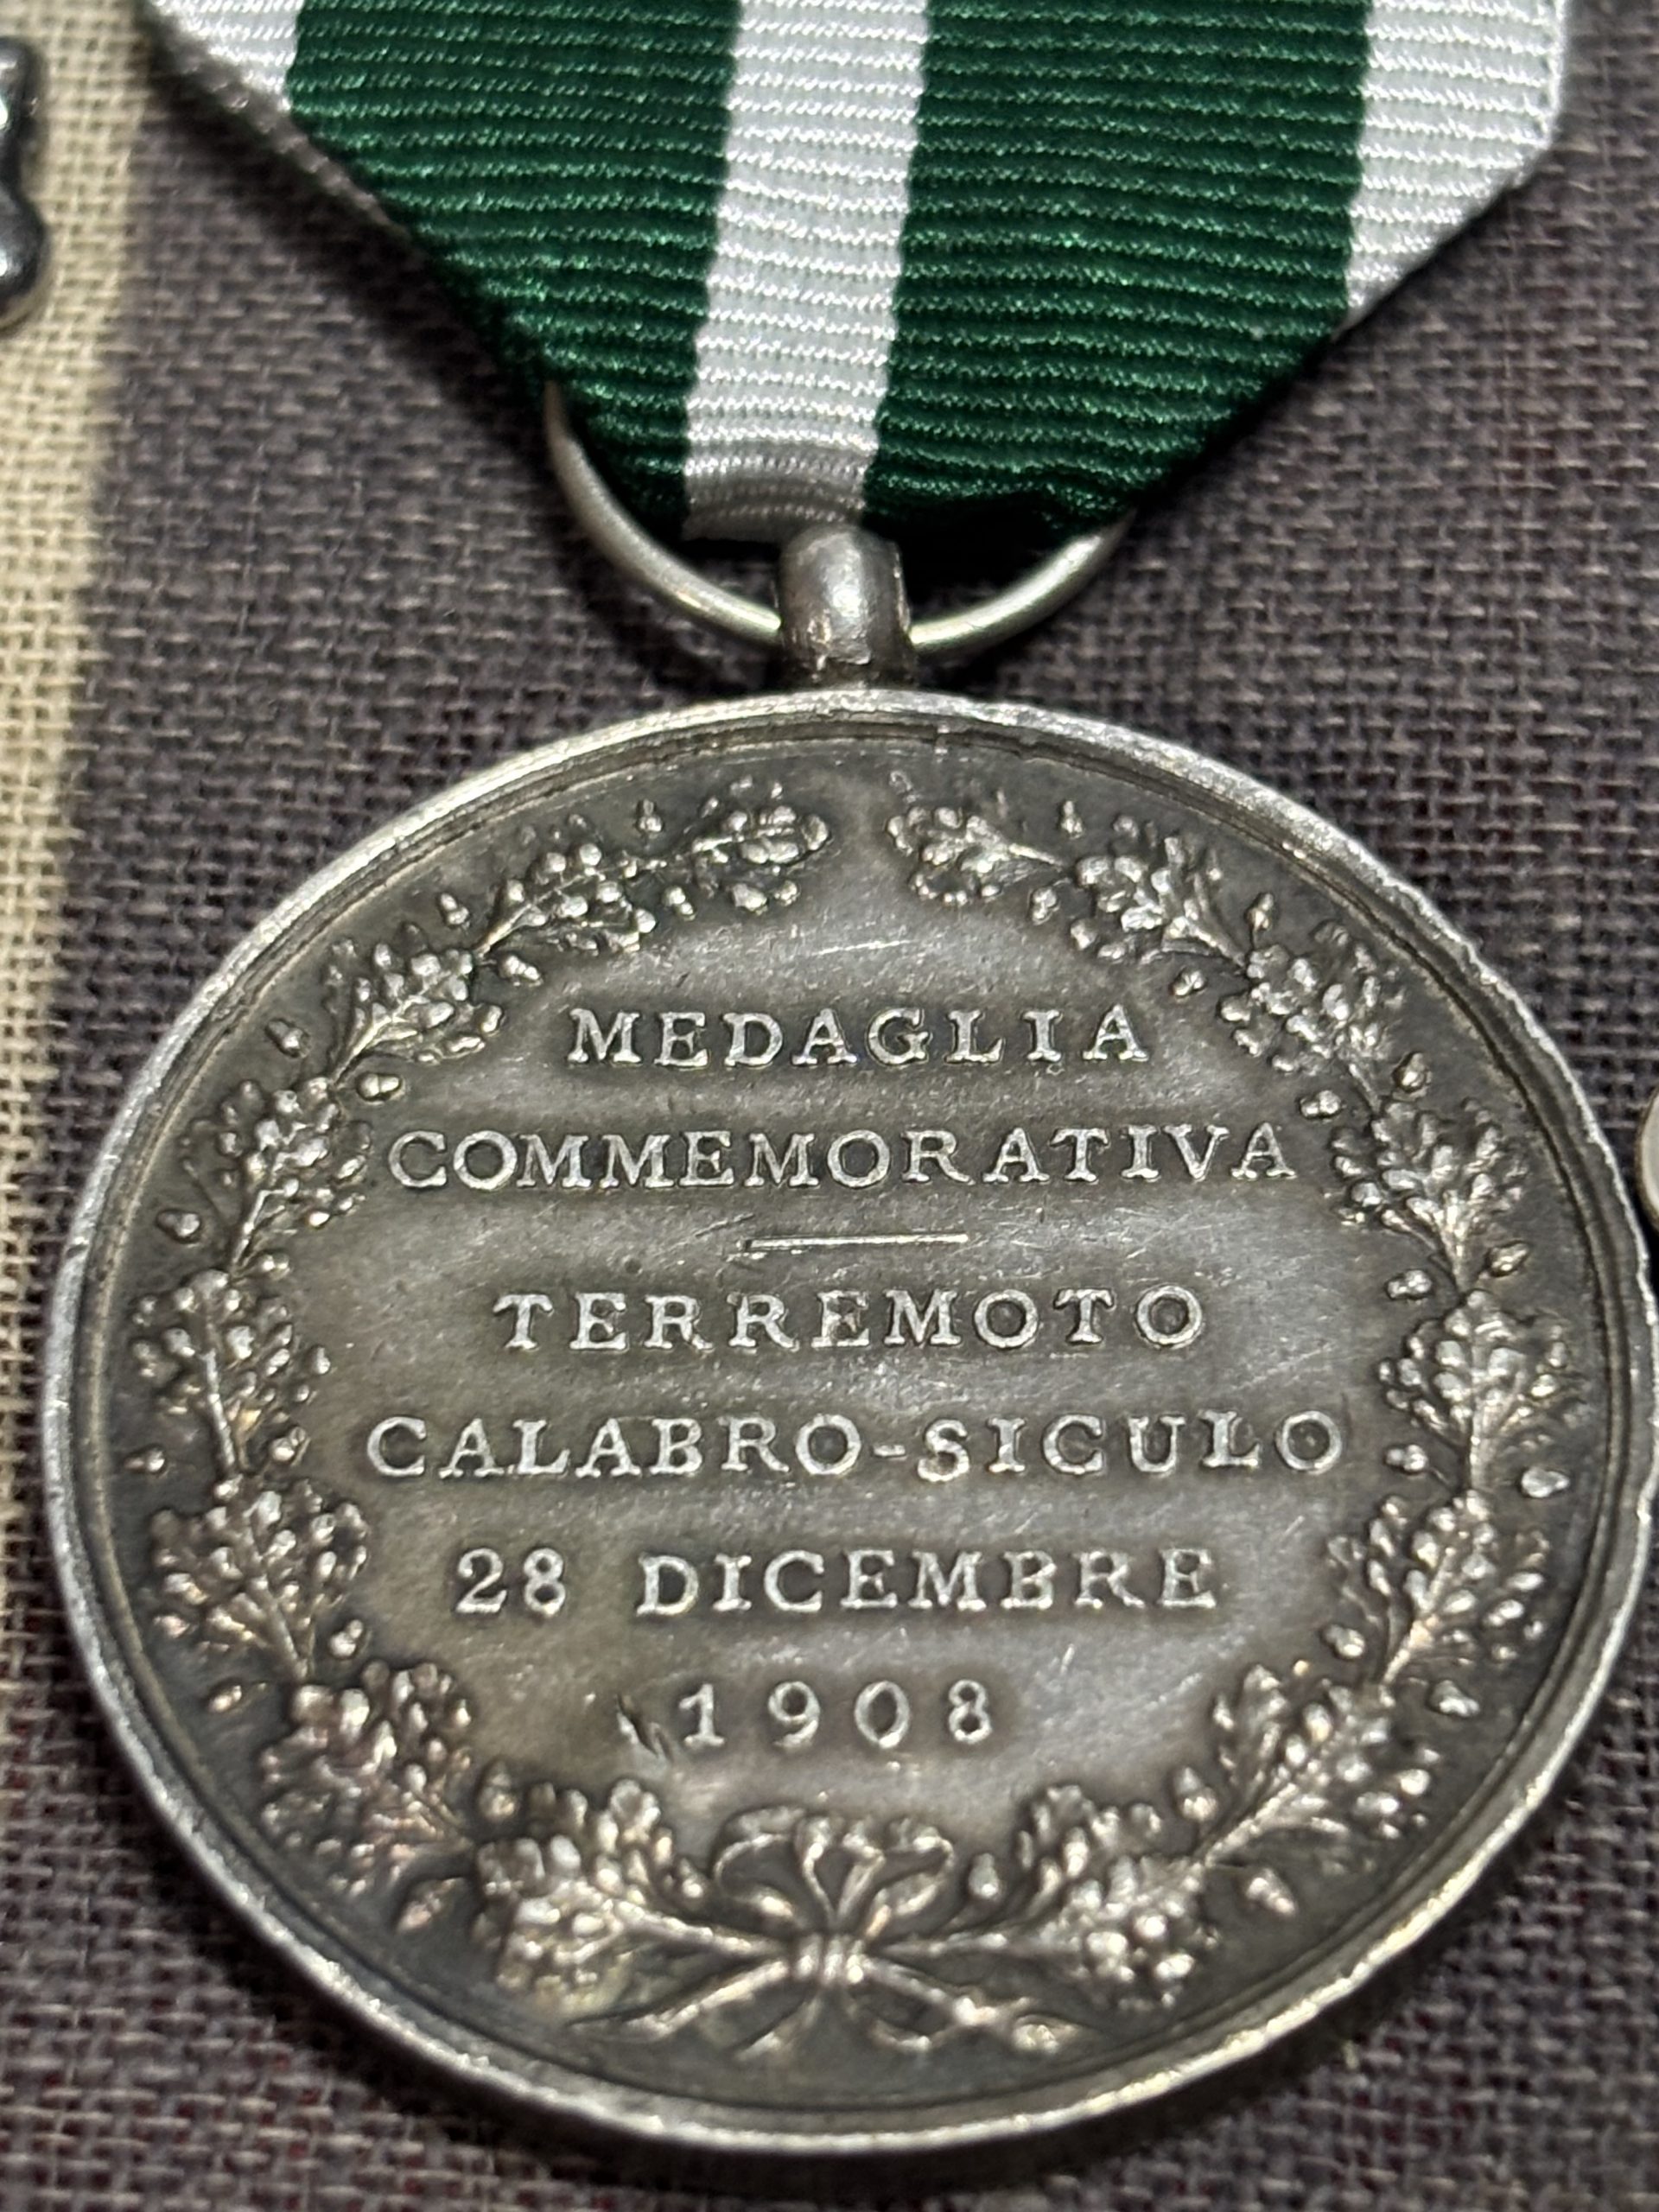 MEDAGLIA
COMMEMORATIVA
TERREMOTO
CALABRO-SICULO
28 DICEMBRE
1908